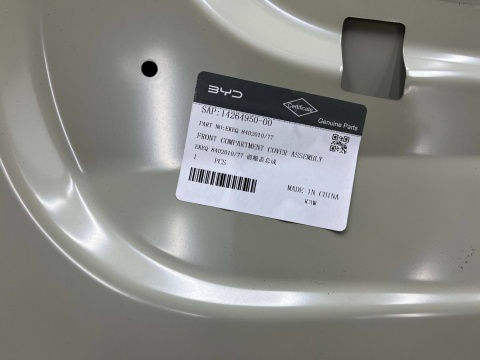 BYD
Certificate
Genuine Parts
SAP:14264950-00
PART NO:EKEQ 8402010/77
FRONT COMPARTMENT COVER ASSEMBLY
EKEQ 8402010/77 前舱盖总成
1 PCS
MADE IN CHINA